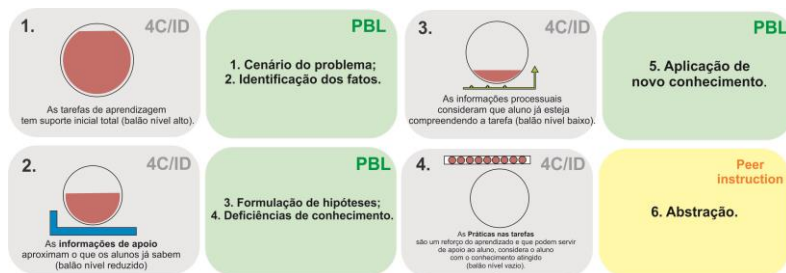 1.
4C/ID
As tarefas de aprendizagem
tem suporte inicial total (balão nível alto).
PBL
1. Cenário do problema;
2. Identificação dos fatos.
2.
4C/ID
As informações de apoio
aproximam o que os alunos já sabem
(balão nível reduzido)
PBL
3. Formulação de hipóteses;
4. Deficiências de conhecimento.
3.
4C/ID
As informações processuais
consideram que aluno já esteja
compreendendo a tarefa (balão nível baixo).
PBL
5. Aplicação de
novo conhecimento.
4.
4C/ID
As Práticas nas tarefas
são um reforço do aprendizado e que podem servir
de apoio ao aluno, considera o aluno
com o conhecimento atingido
(balão nível vazio).
Peer
instruction
6. Abstração.